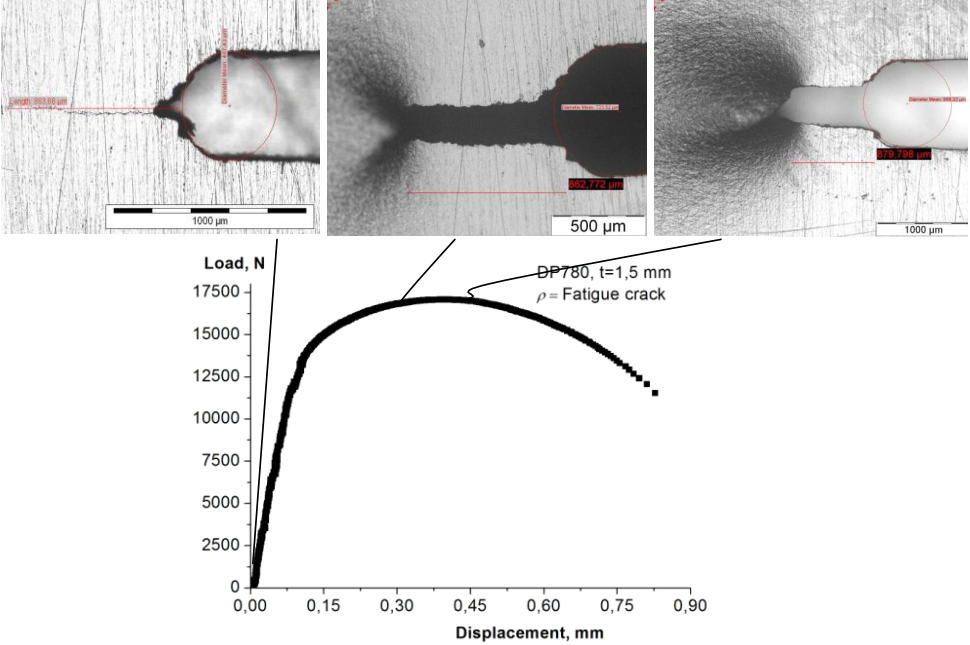 1000 µm
862,772 µm
500 µm
879,798 µm
1000 µm
Load, N
DP780, t=1,5 mm
ρ = Fatigue crack
17500
15000
12500
10000
7500
5000
2500
0
0,00 0,15 0,30 0,45 0,60 0,75 0,90
Displacement, mm